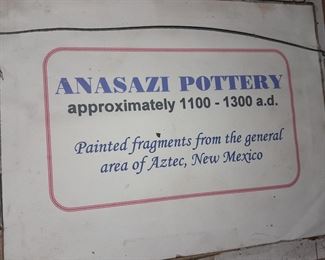 ANASAZI POTTERY
approximately 1100 - 1300 a.d.
Painted fragments from the general
area of Aztec, New Mexico